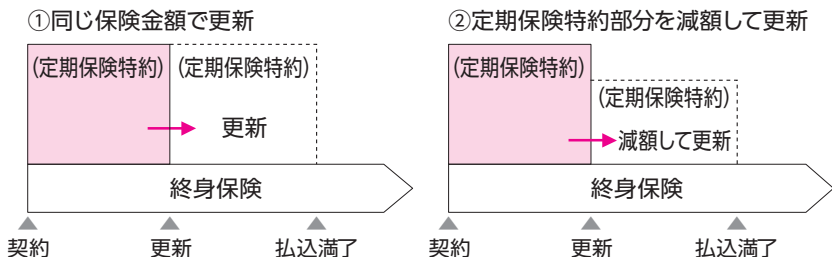 ①同じ保険金額で更新
(定期保険特約)
(定期保険特約)
更新
終身保険
契約
更新
払込満了
②定期保険特約部分を減額して更新
(定期保険特約)
(定期保険特約)
減額して更新
終身保険
契約
更新
払込満了